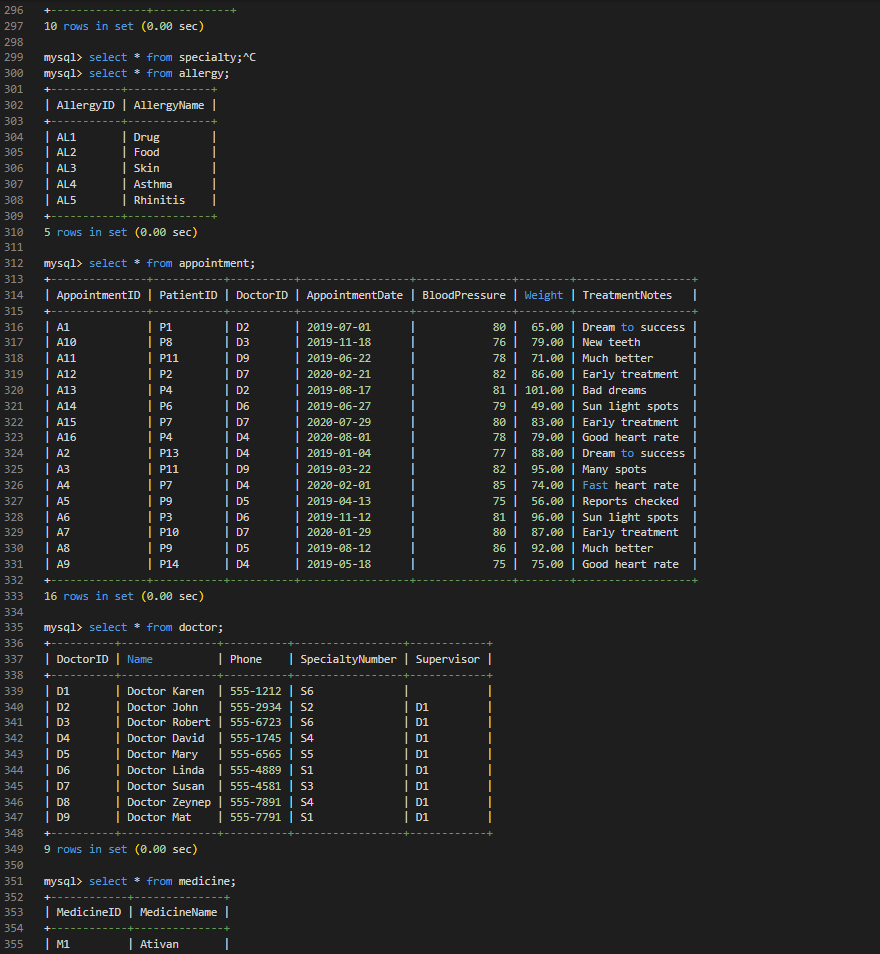 296 +---------------+------------+
297 10 rows in set (0.00 sec)
298
299 mysql> select * from specialty;^C
300 mysql> select * from allergy;
301 +-----------+-------------+
302 | AllergyID | AllergyName |
303 +-----------+-------------+
304 | AL1       | Drug        |
305 | AL2       | Food        |
306 | AL3       | Skin        |
307 | AL4       | Asthma      |
308 | AL5       | Rhinitis    |
309 +-----------+-------------+
310 5 rows in set (0.00 sec)
311
312 mysql> select * from appointment;
313 +---------------+-----------+----------+-----------------+---------------+--------+------------------+
314 | AppointmentID | PatientID | DoctorID | AppointmentDate | BloodPressure | Weight | TreatmentNotes   |
315 +---------------+-----------+----------+-----------------+---------------+--------+------------------+
316 | A1            | P1        | D2       | 2019-07-01      |            80 |  65.00 | Dream to success |
317 | A10           | P8        | D3       | 2019-11-18      |            76 |  79.00 | New teeth        |
318 | A11           | P11       | D9       | 2019-06-22      |            78 |  71.00 | Much better      |
319 | A12           | P2        | D7       | 2020-02-21      |            82 |  86.00 | Early treatment  |
320 | A13           | P4        | D2       | 2019-08-17      |            81 | 101.00 | Bad dreams       |
321 | A14           | P6        | D6       | 2019-06-27      |            79 |  49.00 | Sun light spots  |
322 | A15           | P7        | D7       | 2020-07-29      |            80 |  83.00 | Early treatment  |
323 | A16           | P4        | D4       | 2020-08-01      |            78 |  79.00 | Good heart rate  |
324 | A2            | P13       | D4       | 2019-01-04      |            77 |  88.00 | Dream to success |
325 | A3            | P11       | D9       | 2019-03-22      |            82 |  95.00 | Many spots       |
326 | A4            | P7        | D4       | 2020-02-01      |            85 |  74.00 | Fast heart rate  |
327 | A5            | P9        | D5       | 2019-04-13      |            75 |  56.00 | Reports checked  |
328 | A6            | P3        | D6       | 2019-11-12      |            81 |  96.00 | Sun light spots  |
329 | A7            | P10       | D7       | 2020-01-29      |            80 |  87.00 | Early treatment  |
330 | A8            | P9        | D5       | 2019-08-12      |            86 |  92.00 | Much better      |
331 | A9            | P14       | D4       | 2019-05-18      |            75 |  75.00 | Good heart rate  |
332 +---------------+-----------+----------+-----------------+---------------+--------+------------------+
333 16 rows in set (0.00 sec)
334
335 mysql> select * from doctor;
336 +----------+---------------+----------+-----------------+------------+
337 | DoctorID | Name          | Phone    | SpecialtyNumber | Supervisor |
338 +----------+---------------+----------+-----------------+------------+
339 | D1       | Doctor Karen  | 555-1212 | S6              |            |
340 | D2       | Doctor John   | 555-2934 | S2              | D1         |
341 | D3       | Doctor Robert | 555-6723 | S6              | D1         |
342 | D4       | Doctor David  | 555-1745 | S4              | D1         |
343 | D5       | Doctor Mary   | 555-6565 | S5              | D1         |
344 | D6       | Doctor Linda  | 555-4889 | S1              | D1         |
345 | D7       | Doctor Susan  | 555-4581 | S3              | D1         |
346 | D8       | Doctor Zeynep | 555-7891 | S4              | D1         |
347 | D9       | Doctor Mat    | 555-7791 | S1              | D1         |
348 +----------+---------------+----------+-----------------+------------+
349 9 rows in set (0.00 sec)
350
351 mysql> select * from medicine;
352 +------------+--------------+
353 | MedicineID | MedicineName |
354 +------------+--------------+
355 | M1         | Ativan       |